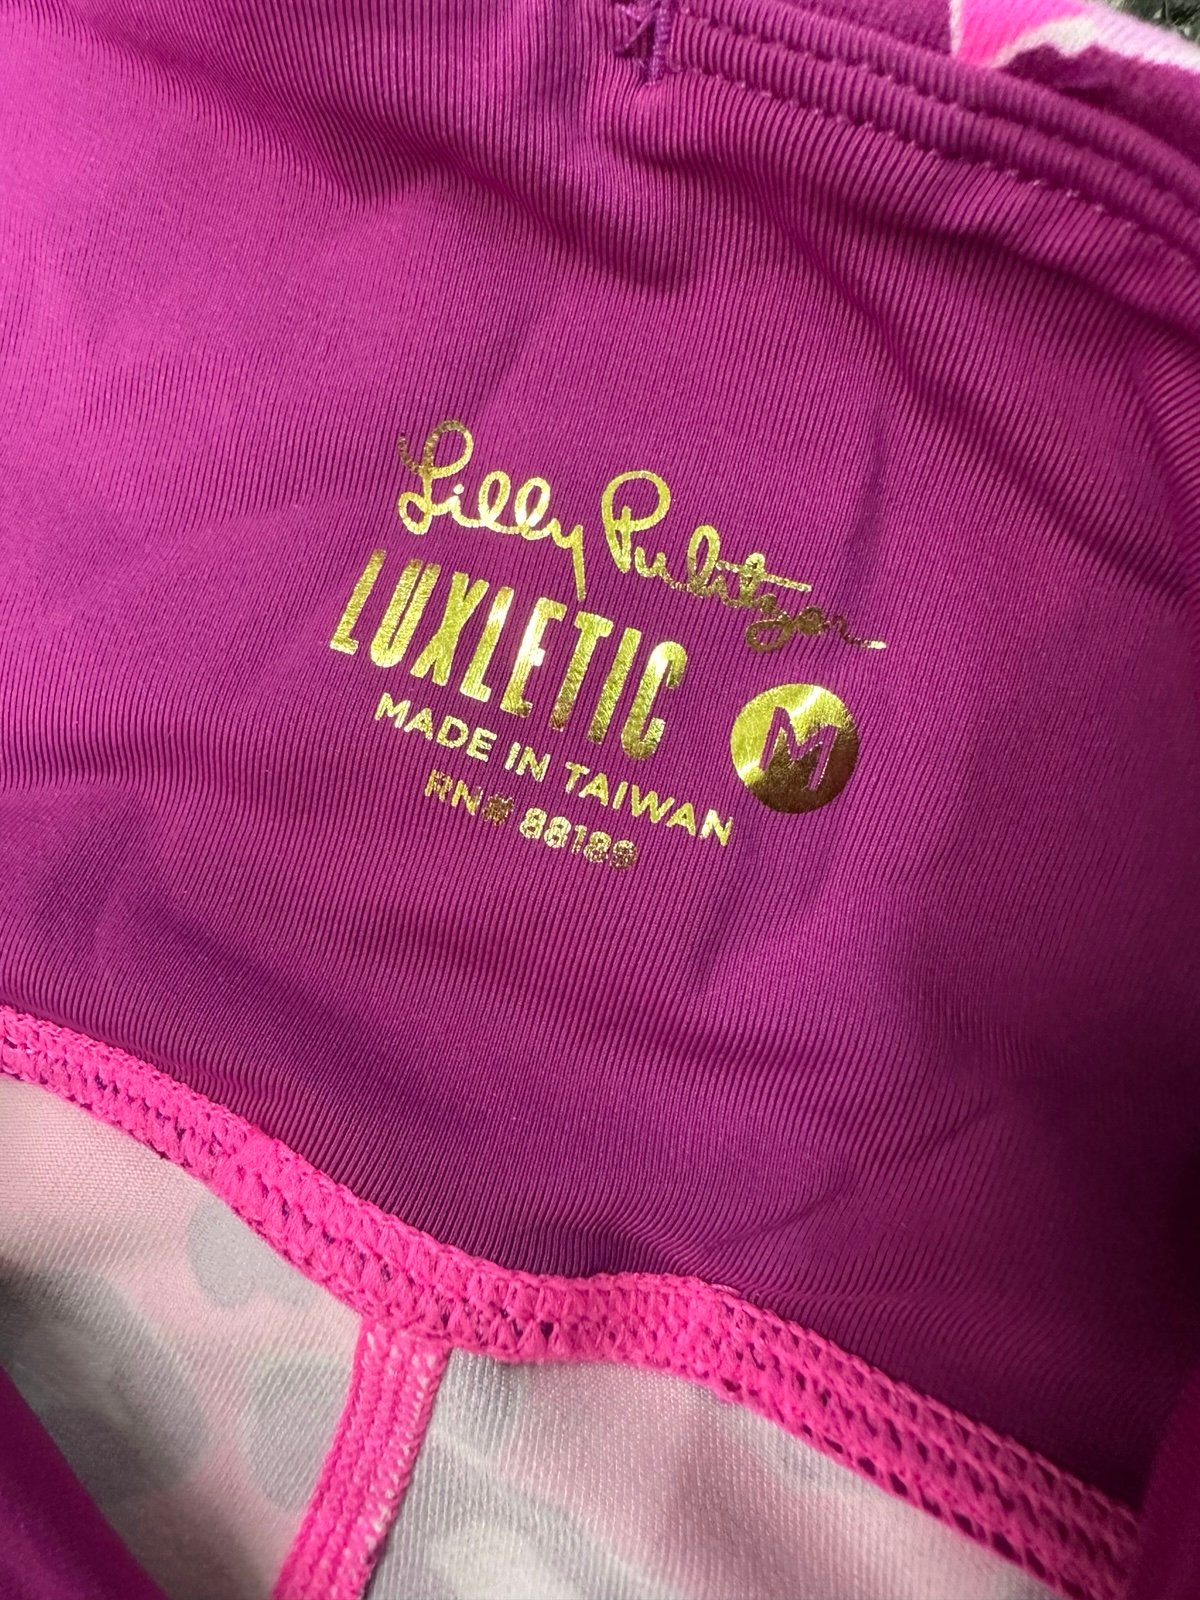 Lilly Pulitzer
LUXLETIC
MADE IN TAIWAN
RN# 88189
M